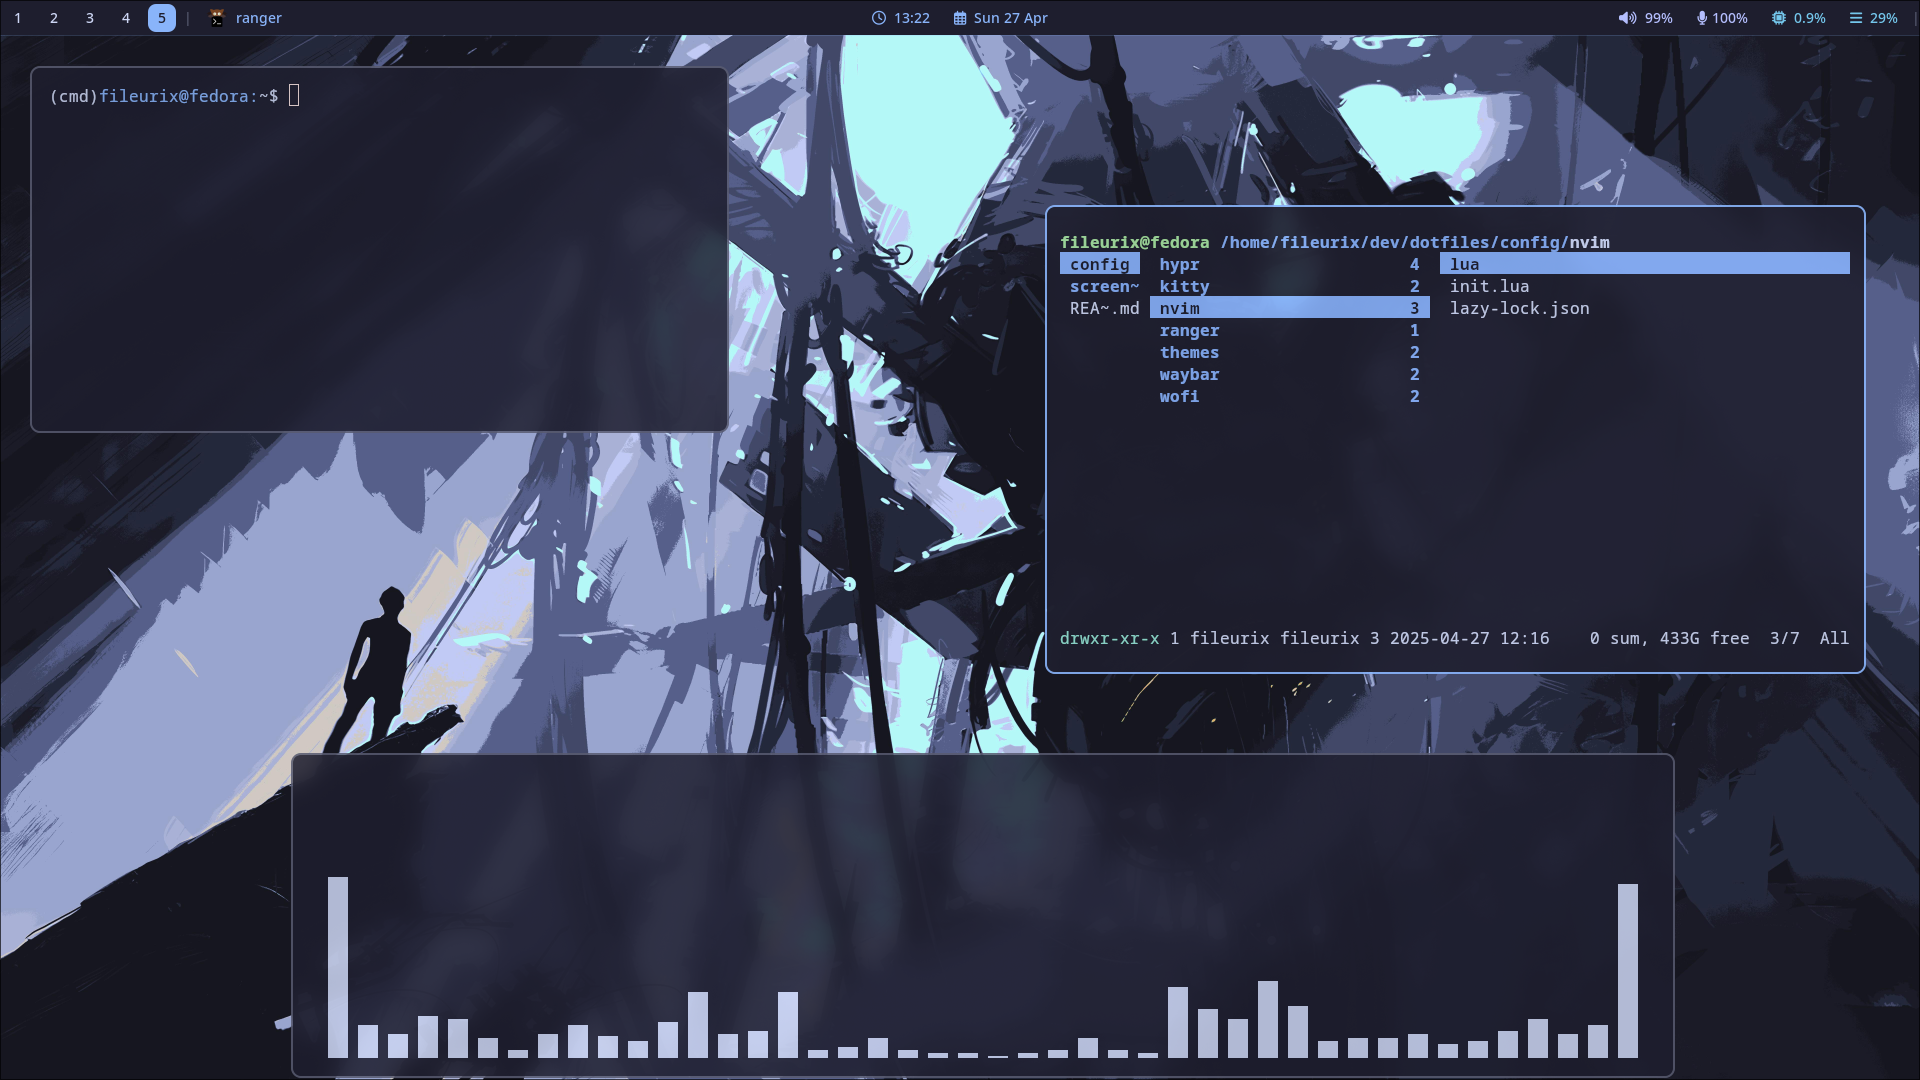 1 2 3 4 5 | ranger 13:22 Sun 27 Apr 99% 100% 0.9% 29% |
(cmd)fileurix@fedora:~$
fileurix@fedora /home/fileurix/dev/dotfiles/config/nvim
config hypr 4 lua
screen~ kitty 2 init.lua
REA~.md nvim 3 lazy-lock.json
ranger 1
themes 2
waybar 2
wofi 2
drwxr-xr-x 1 fileurix fileurix 3 2025-04-27 12:16 0 sum, 433G free 3/7 All